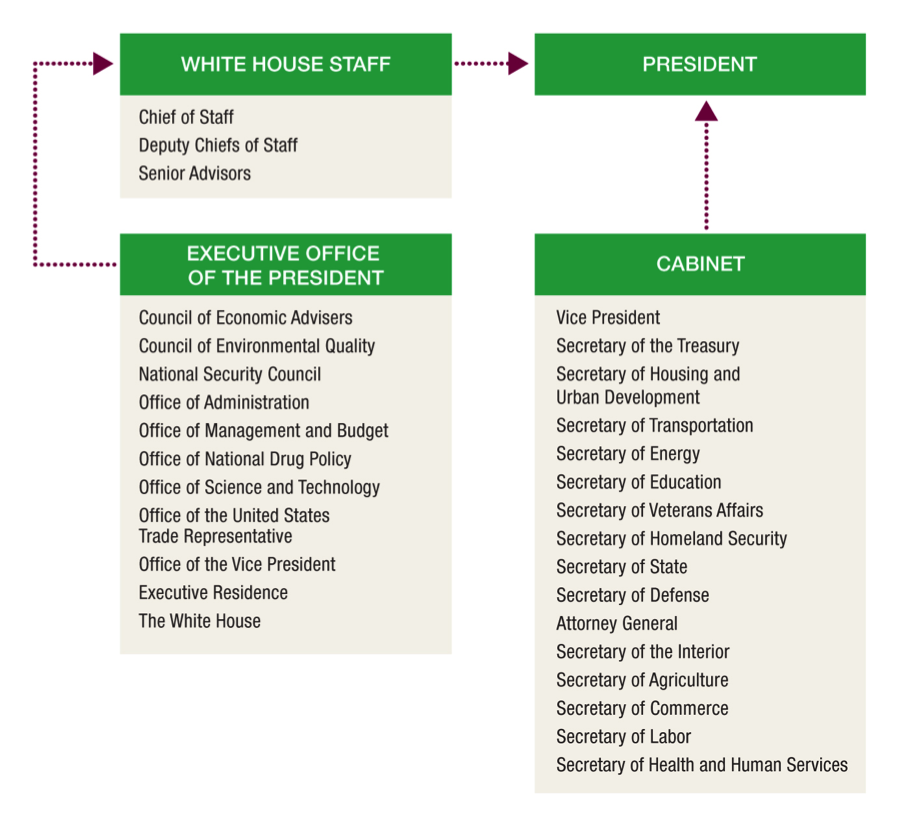 WHITE HOUSE STAFF
Chief of Staff
Deputy Chiefs of Staff
Senior Advisors
PRESIDENT
EXECUTIVE OFFICE
OF THE PRESIDENT
Council of Economic Advisers
Council of Environmental Quality
National Security Council
Office of Administration
Office of Management and Budget
Office of National Drug Policy
Office of Science and Technology
Office of the United States
Trade Representative
Office of the Vice President
Executive Residence
The White House
CABINET
Vice President
Secretary of the Treasury
Secretary of Housing and
Urban Development
Secretary of Transportation
Secretary of Energy
Secretary of Education
Secretary of Veterans Affairs
Secretary of Homeland Security
Secretary of State
Secretary of Defense
Attorney General
Secretary of the Interior
Secretary of Agriculture
Secretary of Commerce
Secretary of Labor
Secretary of Health and Human Services